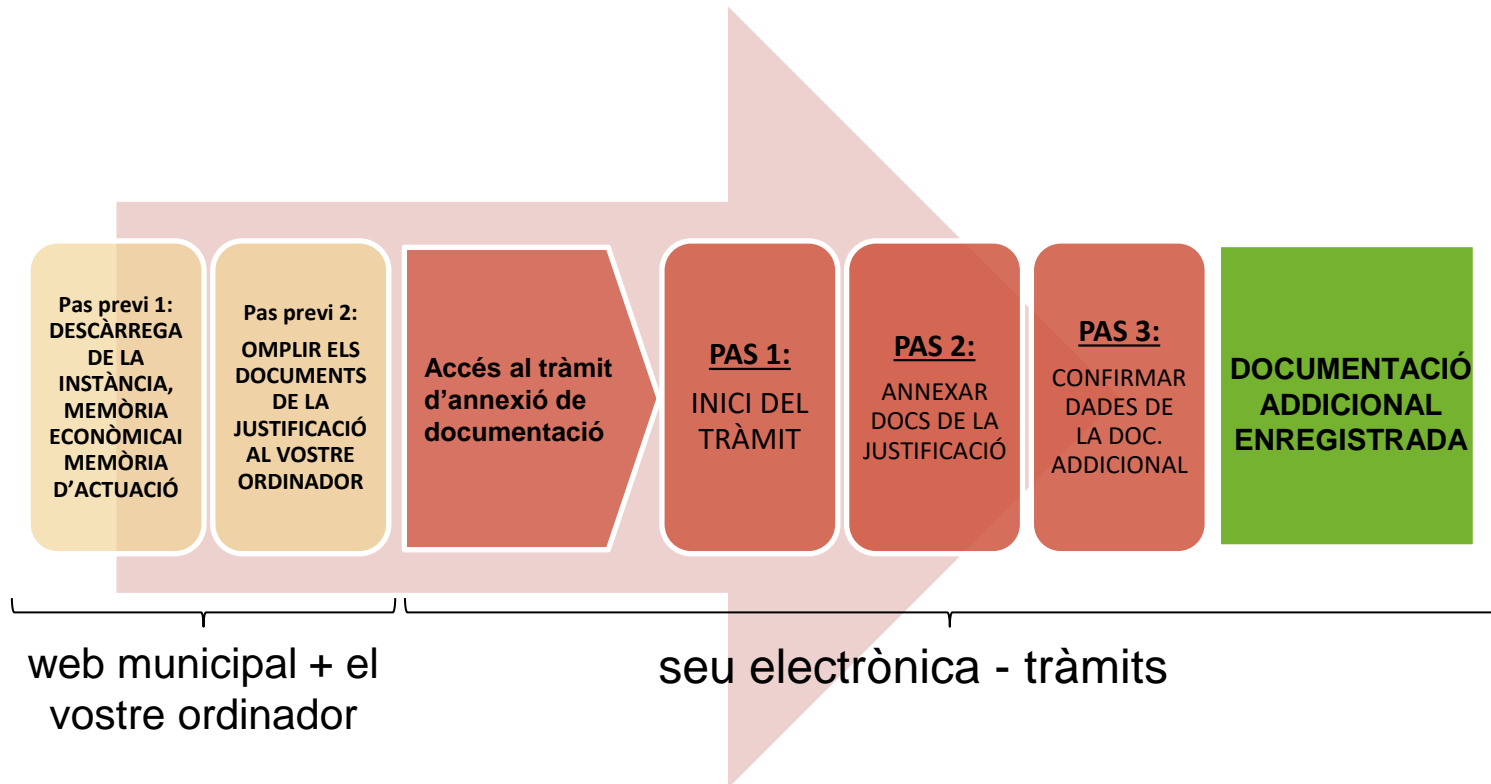 Pas previ 1:
DESCÀRREGA
DE LA
INSTÀNCIA,
MEMÒRIA
ECONÒMICAI
MEMÒRIA
D'ACTUACIÓ
Pas previ 2:
OMPLIR ELS
DOCUMENTS
DE LA
JUSTIFICACIÓ
AL VOSTRE
ORDINADOR
Accés al tràmit
d’annexió de
documentació
PAS 1:
INICI DEL
TRÀMIT
PAS 2:
ANNEXAR
DOCS DE LA
JUSTIFICACIÓ
PAS 3:
CONFIRMAR
DADES DE
LA DOC.
ADDICIONAL
DOCUMENTACIÓ
ADDICIONAL
ENREGISTRADA
web municipal + el
vostre ordinador
seu electrònica - tràmits